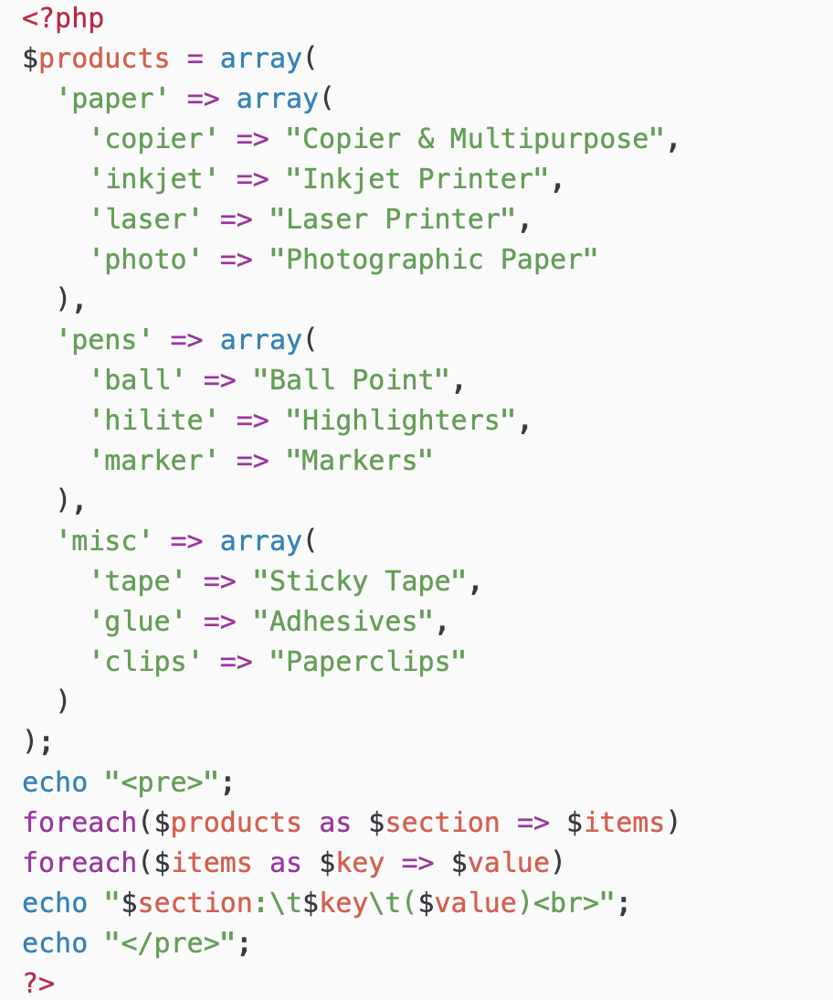 <?php
$products = array(
  'paper' => array(
    'copier' => "Copier & Multipurpose",
    'inkjet' => "Inkjet Printer",
    'laser' => "Laser Printer",
    'photo' => "Photographic Paper"
  ),
  'pens' => array(
    'ball' => "Ball Point",
    'hilite' => "Highlighters",
    'marker' => "Markers"
  ),
  'misc' => array(
    'tape' => "Sticky Tape",
    'glue' => "Adhesives",
    'clips' => "Paperclips"
  )
);
echo "<pre>";
foreach($products as $section => $items)
foreach($items as $key => $value)
echo "$section:\t$key\t($value)<br>";
echo "</pre>";
?>